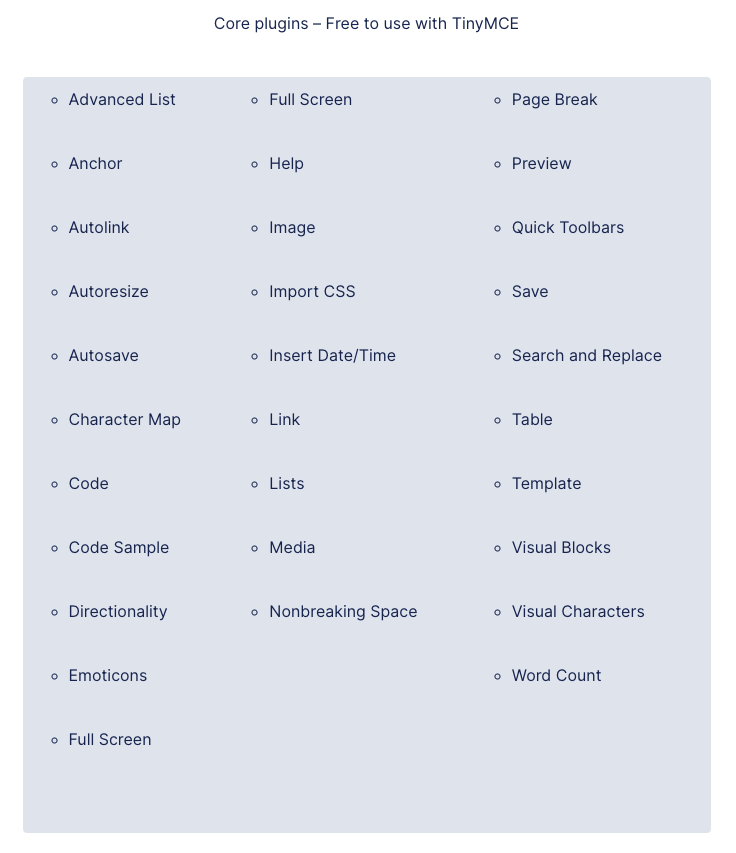 Core plugins – Free to use with TinyMCE
Advanced List
Anchor
Autolink
Autoresize
Autosave
Character Map
Code
Code Sample
Directionality
Emoticons
Full Screen
Full Screen
Help
Image
Import CSS
Insert Date/Time
Link
Lists
Media
Nonbreaking Space
Page Break
Preview
Quick Toolbars
Save
Search and Replace
Table
Template
Visual Blocks
Visual Characters
Word Count